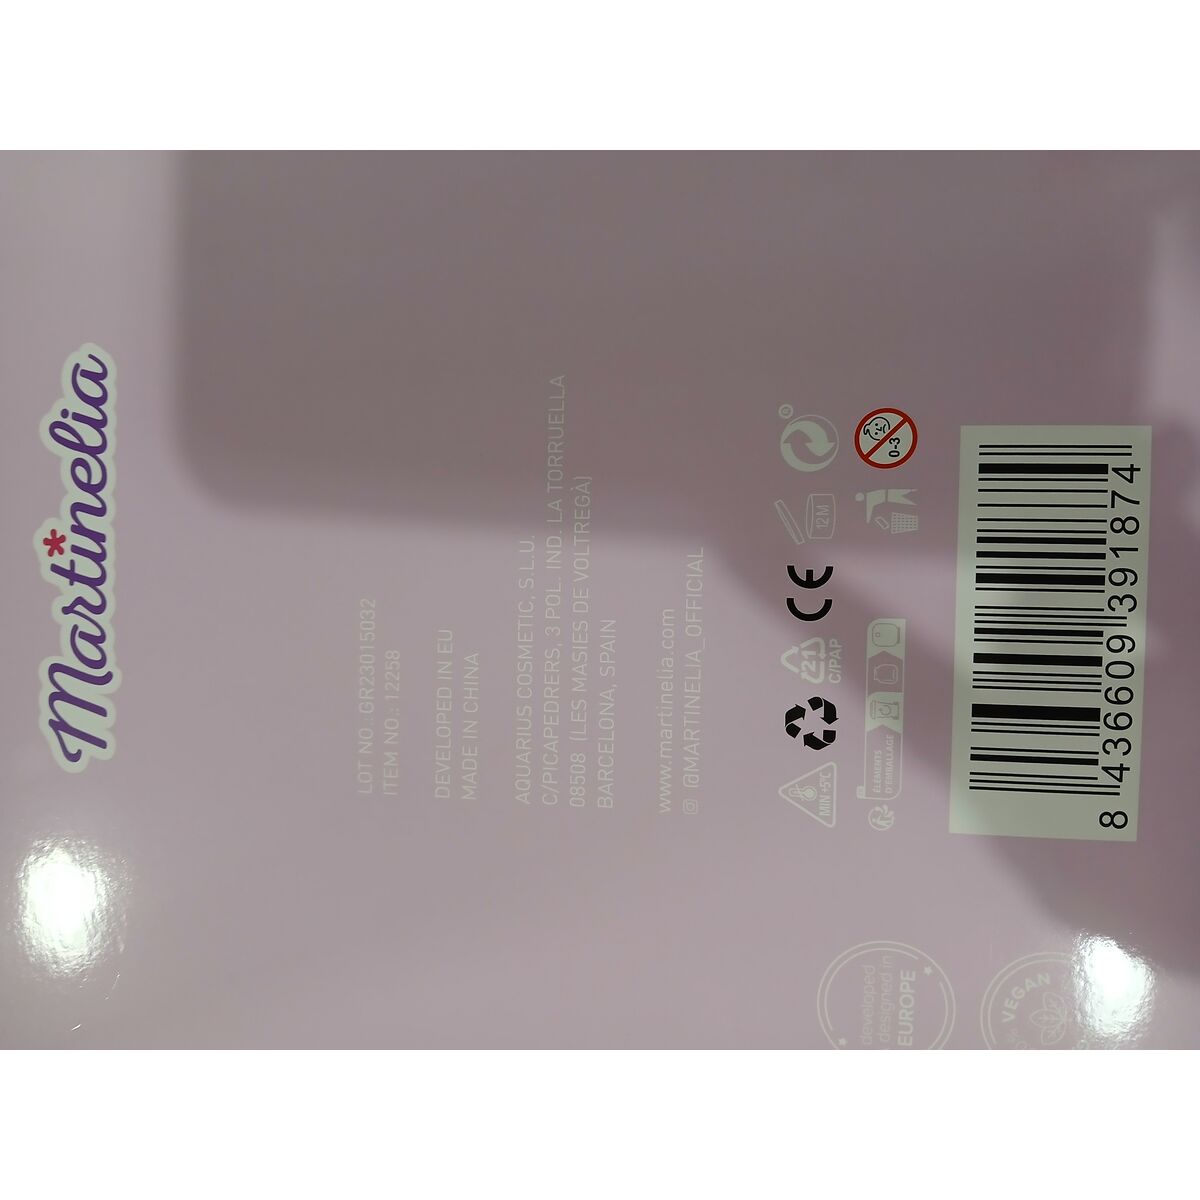 Martinelia
LOT NO.: GR23015032
ITEM NO.: 12258
DEVELOPED IN EU
MADE IN CHINA
AQUARIUS COSMETIC, S.L.U.
C/PICAPEDRERS, 3 POL. IND. LA TORRUELLA
08508 (LES MASIES DE VOLTREGÀ)
BARCELONA, SPAIN
www.martinelia.com
@MARTINELIA_OFFICIAL
MIN +5°C
21
C/PAP
CE
12M
ÉLÉMENTS
D'EMBALLAGE
0-3
8 436609 391874
developed
designed in
EUROPE
VEGAN